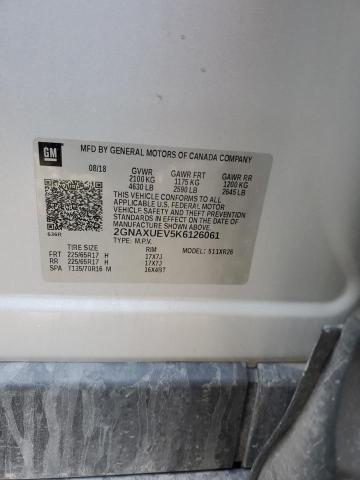 GM
MFD BY GENERAL MOTORS OF CANADA COMPANY
08/18 GVWR GAWR FRT GAWR RR
2100 KG 1175 KG 1200 KG
4630 LB 2590 LB 2645 LB
THIS VEHICLE CONFORMS TO ALL
APPLICABLE U.S. FEDERAL MOTOR
VEHICLE SAFETY AND THEFT PREVENTION
STANDARDS IN EFFECT ON THE DATE OF
MANUFACTURE SHOWN ABOVE.
2GNAXUEV5K6126061
636R TYPE: M.P.V. MODEL: 511XR26
TIRE SIZE RIM
FRT 225/65R17 H 17X7J
RR 225/65R17 H 17X7J
SPA T135/70R16 M 16X4BT